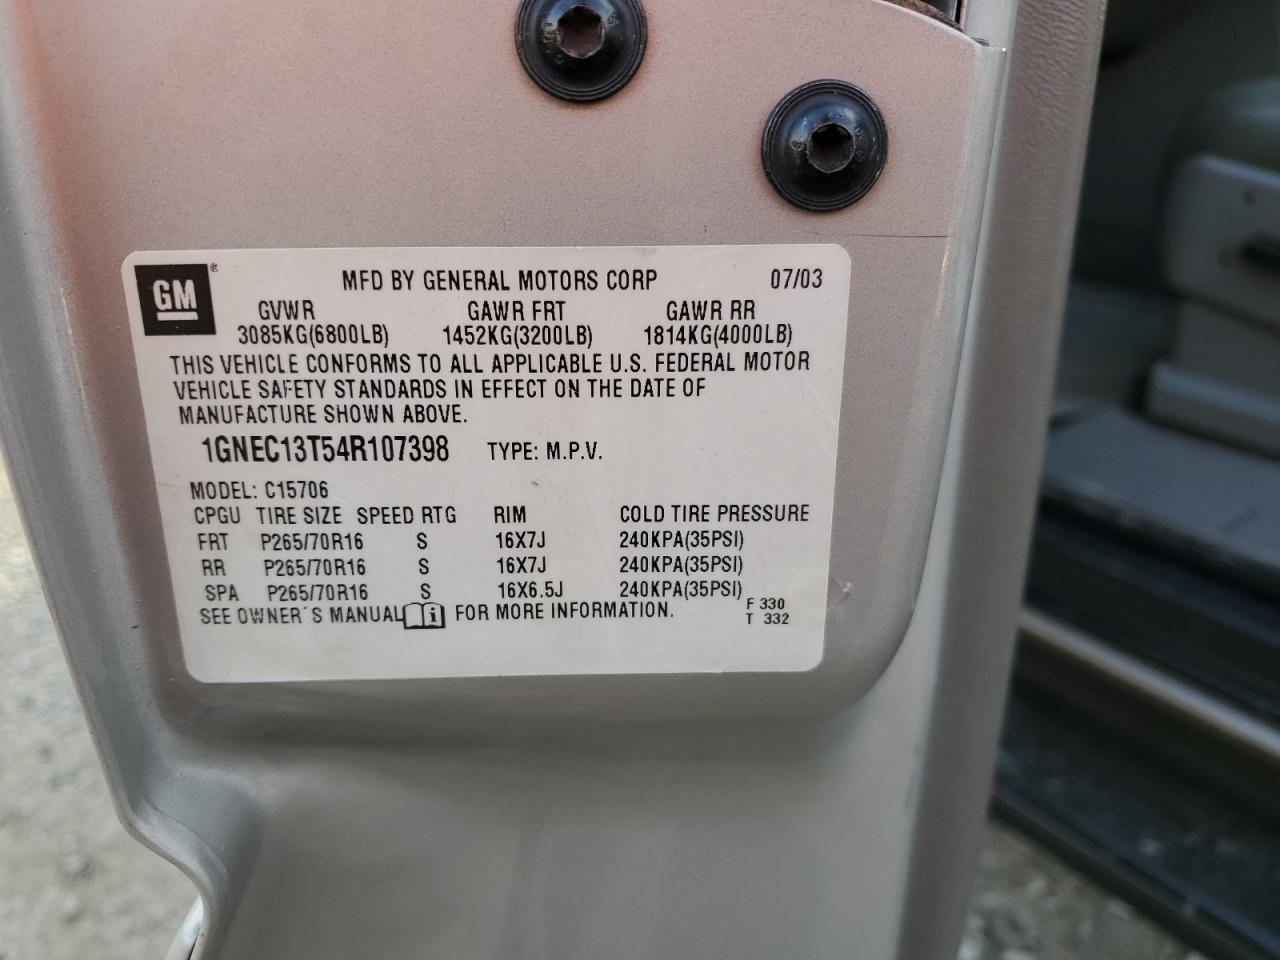 GM® MFD BY GENERAL MOTORS CORP 07/03
GVWR GAWR FRT GAWR RR
3085KG(6800LB) 1452KG(3200LB) 1814KG(4000LB)
THIS VEHICLE CONFORMS TO ALL APPLICABLE U.S. FEDERAL MOTOR
VEHICLE SAFETY STANDARDS IN EFFECT ON THE DATE OF
MANUFACTURE SHOWN ABOVE.
1GNEC13T54R107398 TYPE: M.P.V.
MODEL: C15706
CPGU TIRE SIZE SPEED RTG RIM COLD TIRE PRESSURE
FRT P265/70R16 S 16X7J 240KPA(35PSI)
RR P265/70R16 S 16X7J 240KPA(35PSI)
SPA P265/70R16 S 16X6.5J 240KPA(35PSI)
SEE OWNER'S MANUAL i FOR MORE INFORMATION. F 330
T 332